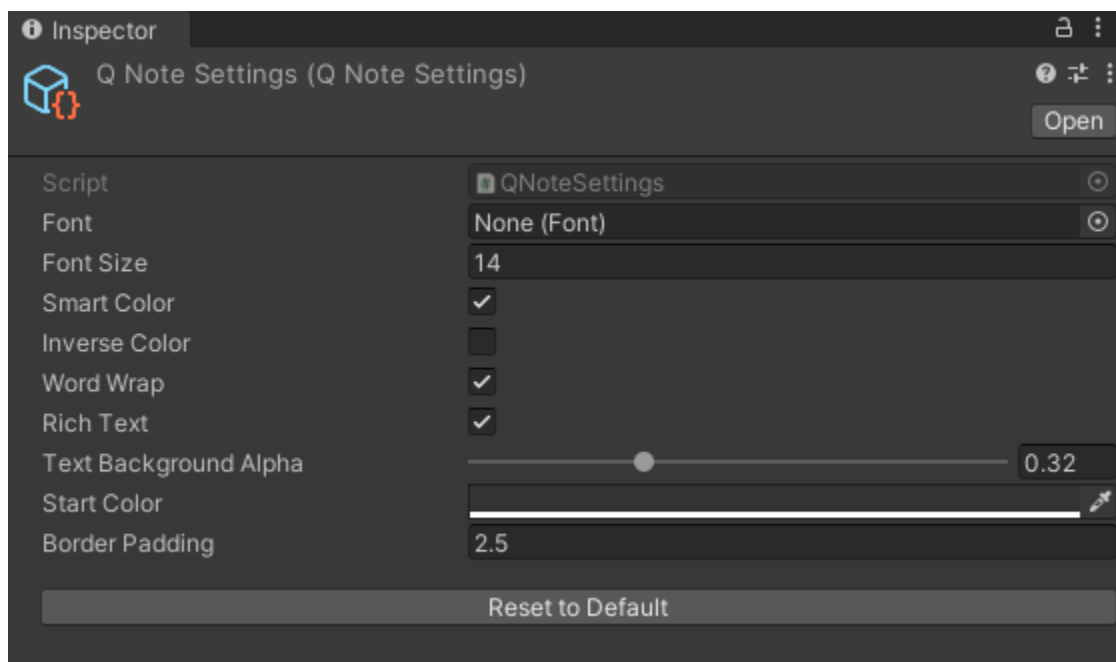 Inspector
Q Note Settings (Q Note Settings)
Open
Script QNoteSettings
Font None (Font)
Font Size 14
Smart Color
Inverse Color
Word Wrap
Rich Text
Text Background Alpha 0.32
Start Color
Border Padding 2.5
Reset to Default